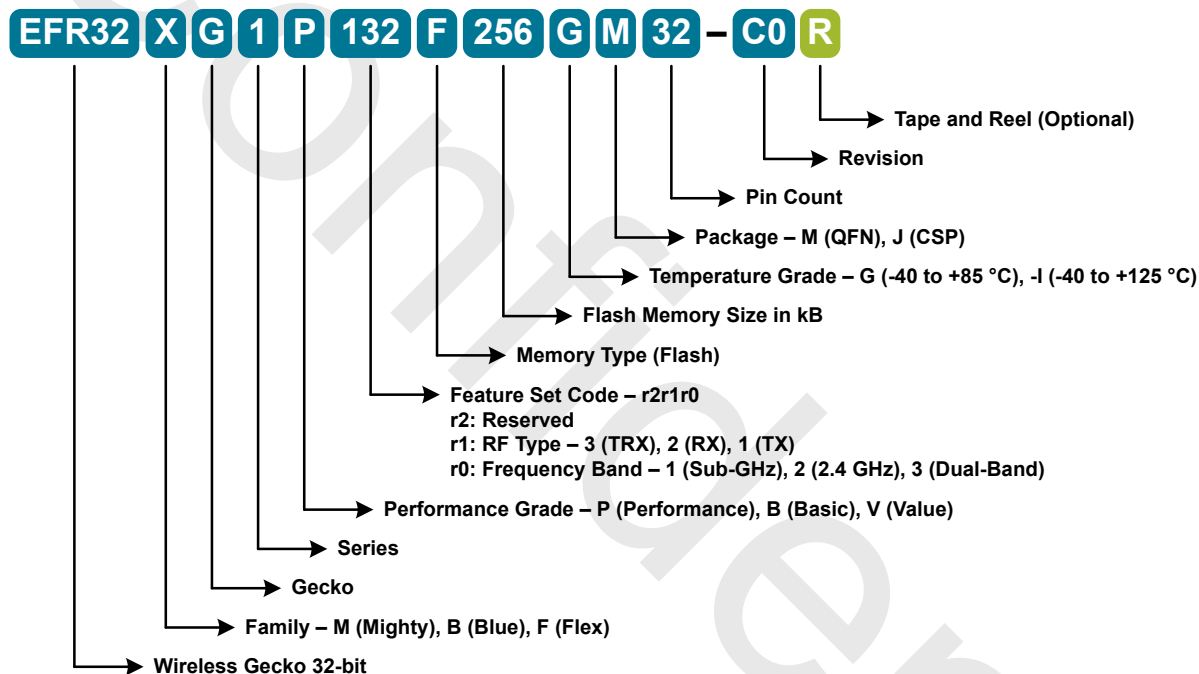 EFR32 X G 1 P 132 F 256 G M 32 – C0 R
Tape and Reel (Optional)
Revision
Pin Count
Package – M (QFN), J (CSP)
Temperature Grade – G (-40 to +85 °C), -I (-40 to +125 °C)
Flash Memory Size in kB
Memory Type (Flash)
Feature Set Code – r2r1r0
r2: Reserved
r1: RF Type – 3 (TRX), 2 (RX), 1 (TX)
r0: Frequency Band – 1 (Sub-GHz), 2 (2.4 GHz), 3 (Dual-Band)
Performance Grade – P (Performance), B (Basic), V (Value)
Series
Gecko
Family – M (Mighty), B (Blue), F (Flex)
Wireless Gecko 32-bit
Confiden